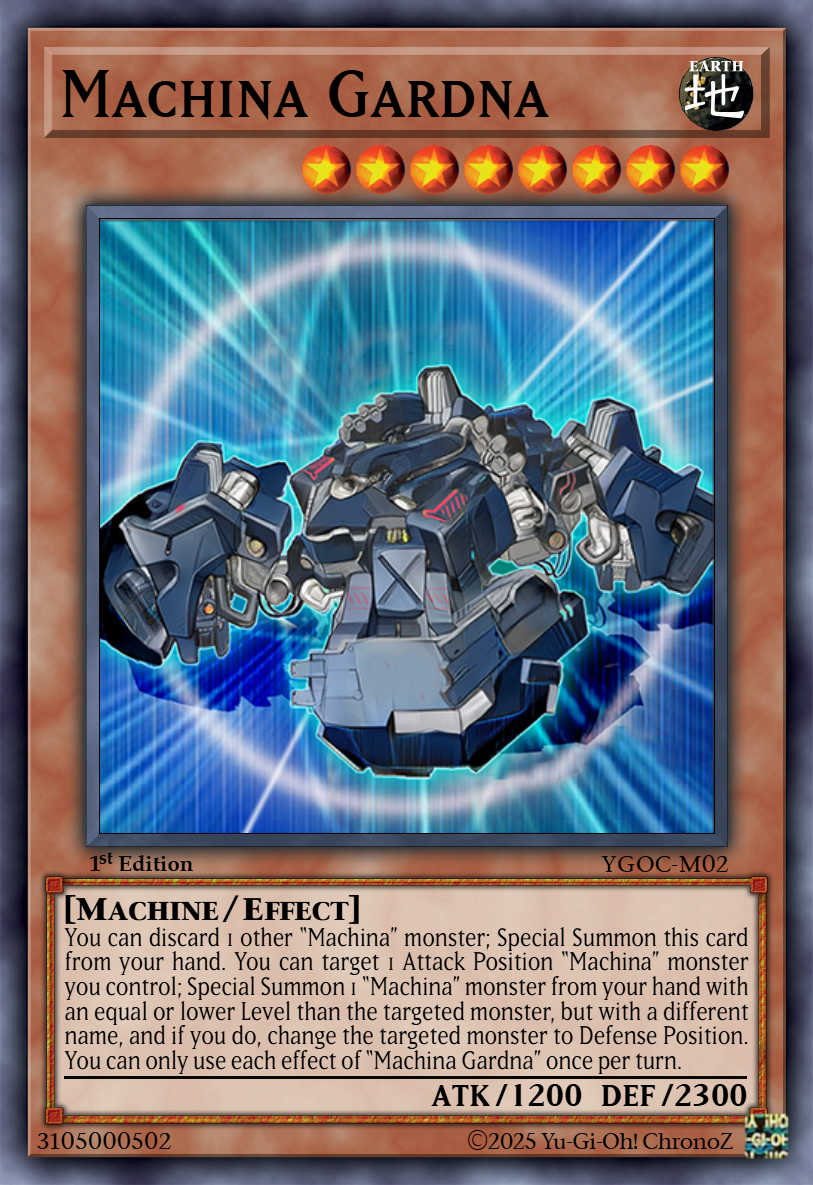 Machina Gardna
EARTH
地
1st Edition
YGOC-M02
[Machine/Effect]
You can discard 1 other "Machina" monster; Special Summon this card
from your hand. You can target 1 Attack Position "Machina" monster
you control; Special Summon 1 "Machina" monster from your hand with
an equal or lower Level than the targeted monster, but with a different
name, and if you do, change the targeted monster to Defense Position.
You can only use each effect of "Machina Gardna" once per turn.
ATK/1200 DEF/2300
3105000502
©2025 Yu-Gi-Oh! ChronoZ